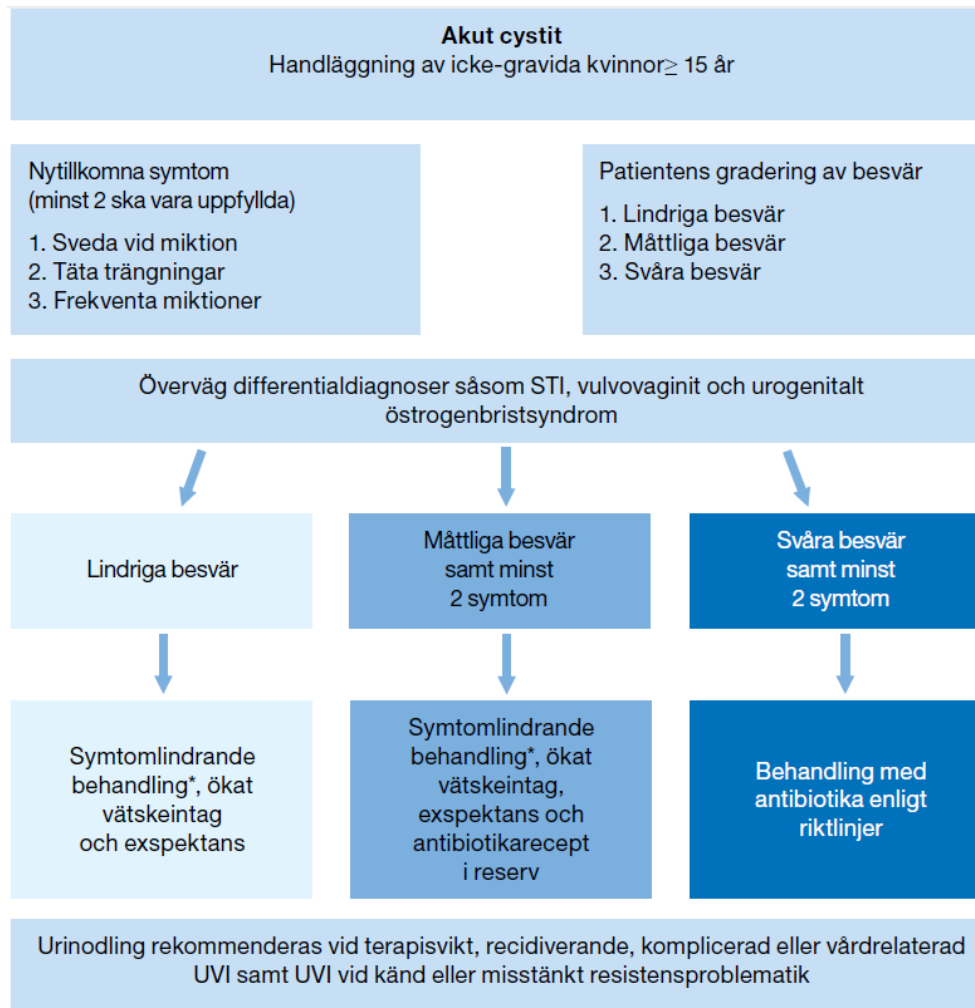 Akut cystit
Handläggning av icke-gravida kvinnor≥ 15 år
Nytillkomna symtom
(minst 2 ska vara uppfyllda)
1. Sveda vid miktion
2. Täta trängningar
3. Frekventa miktioner
Patientens gradering av besvär
1. Lindriga besvär
2. Måttliga besvär
3. Svåra besvär
Överväg differentialdiagnoser såsom STI, vulvovaginit och urogenitalt
östrogenbristsyndrom
Lindriga besvär
Måttliga besvär
samt minst
2 symtom
Svåra besvär
samt minst
2 symtom
Symtomlindrande
behandling*, ökat
vätskeintag
och exspektans
Symtomlindrande
behandling*, ökat
vätskeintag,
exspektans och
antibiotikarecept
i reserv
Behandling med
antibiotika enligt
riktlinjer
Urinodling rekommenderas vid terapisvikt, recidiverande, komplicerad eller vårdrelaterad
UVI samt UVI vid känd eller misstänkt resistensproblematik